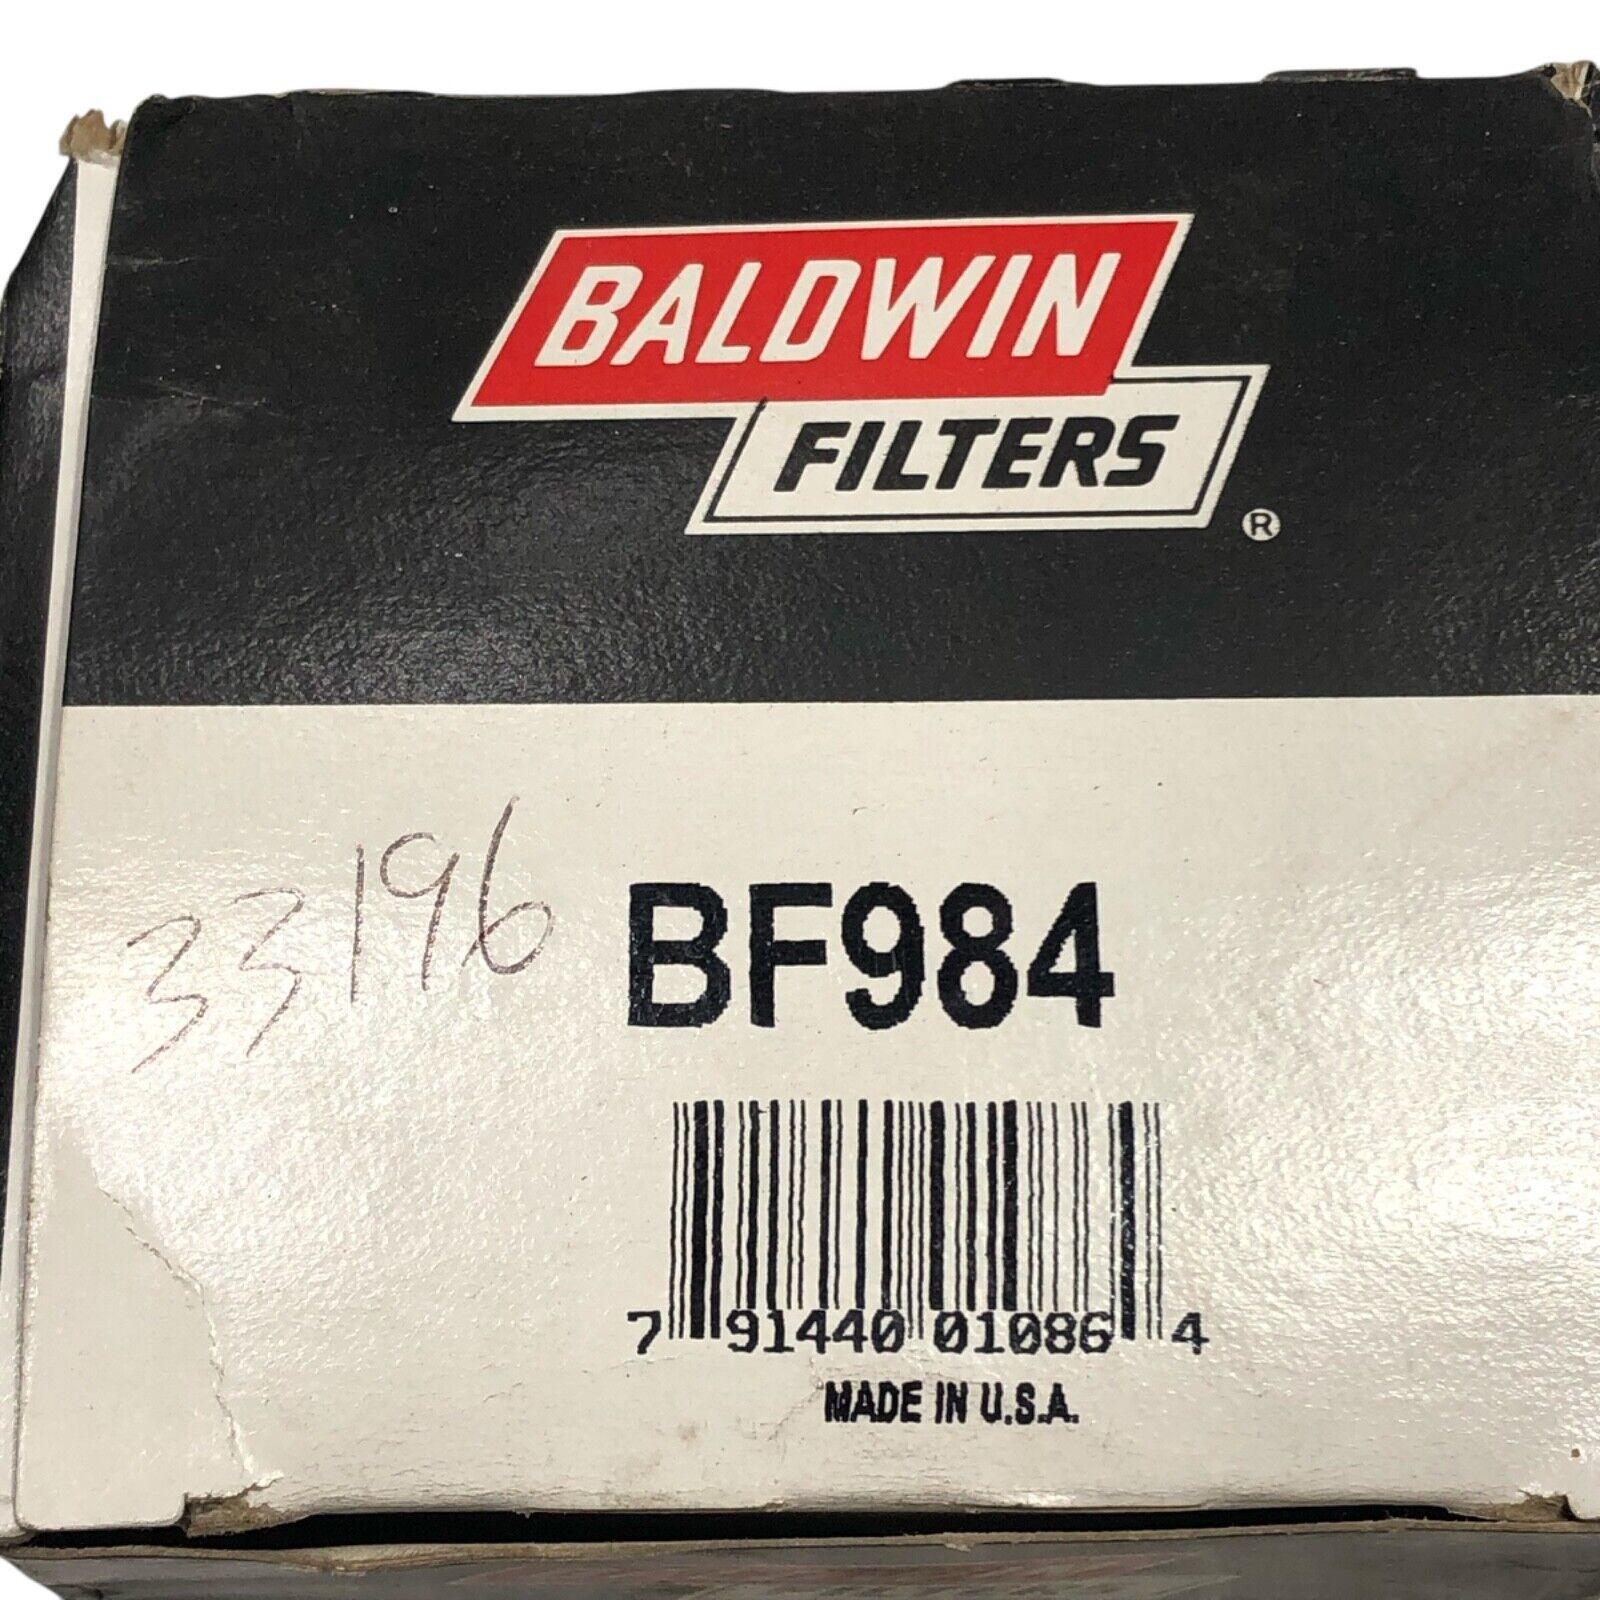 BALDWIN
FILTERS ®
33196
BF984
7 91440 01086 4
MADE IN U.S.A.